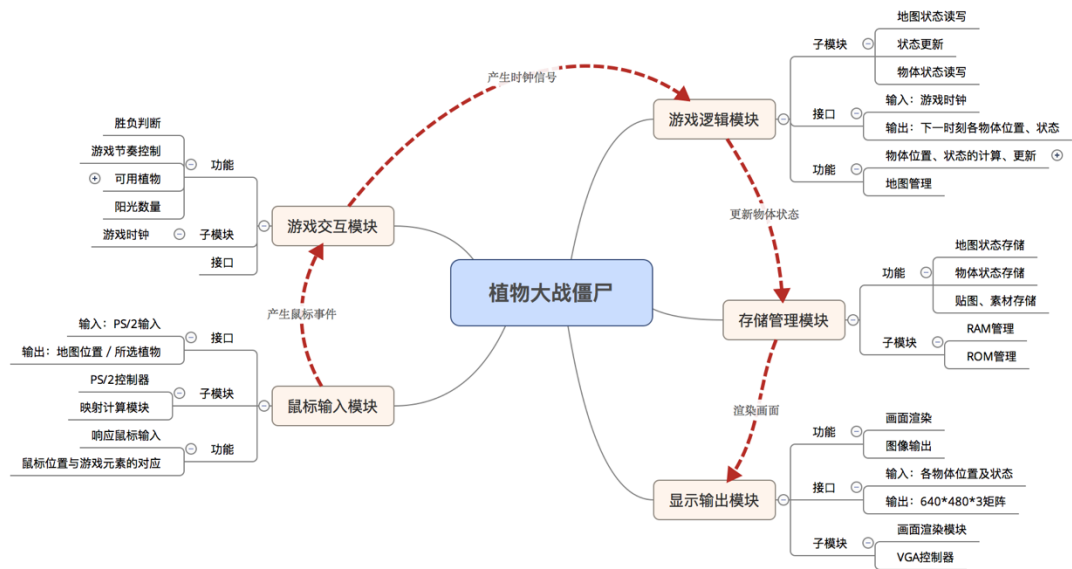 植物大战僵尸
产生时钟信号
更新物体状态
渲染画面
产生鼠标事件
游戏交互模块
功能
胜负判断
游戏节奏控制
可用植物
阳光数量
子模块
游戏时钟
接口
鼠标输入模块
接口
输入：PS/2输入
输出：地图位置 / 所选植物
子模块
PS/2控制器
映射计算模块
功能
响应鼠标输入
鼠标位置与游戏元素的对应
游戏逻辑模块
子模块
地图状态读写
状态更新
物体状态读写
接口
输入：游戏时钟
输出：下一时刻各物体位置、状态
功能
物体位置、状态的计算、更新
地图管理
存储管理模块
功能
地图状态存储
物体状态存储
贴图、素材存储
子模块
RAM管理
ROM管理
显示输出模块
功能
画面渲染
图像输出
接口
输入：各物体位置及状态
输出：640*480*3矩阵
子模块
画面渲染模块
VGA控制器